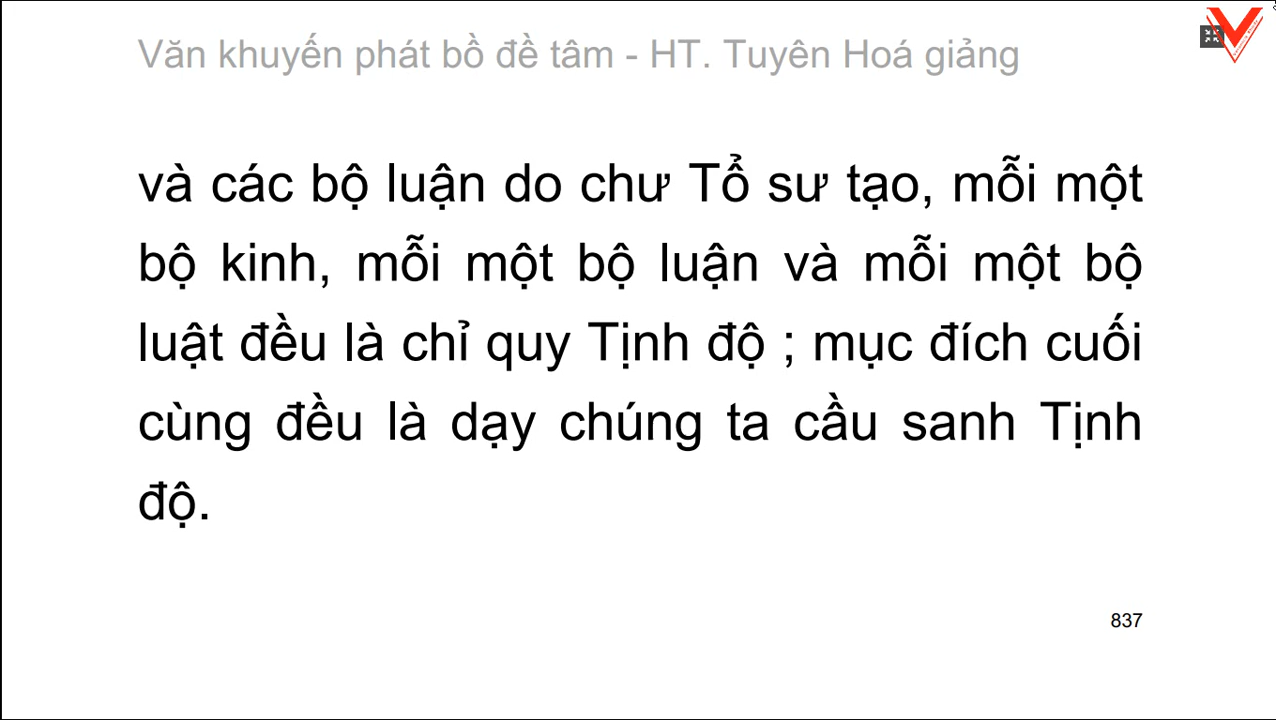 Văn khuyến phát bồ đề tâm - HT. Tuyên Hoá giảng
và các bộ luận do chư Tổ sư tạo, mỗi một
bộ kinh, mỗi một bộ luận và mỗi một bộ
luật đều là chỉ quy Tịnh độ ; mục đích cuối
cùng đều là dạy chúng ta cầu sanh Tịnh
độ.
837